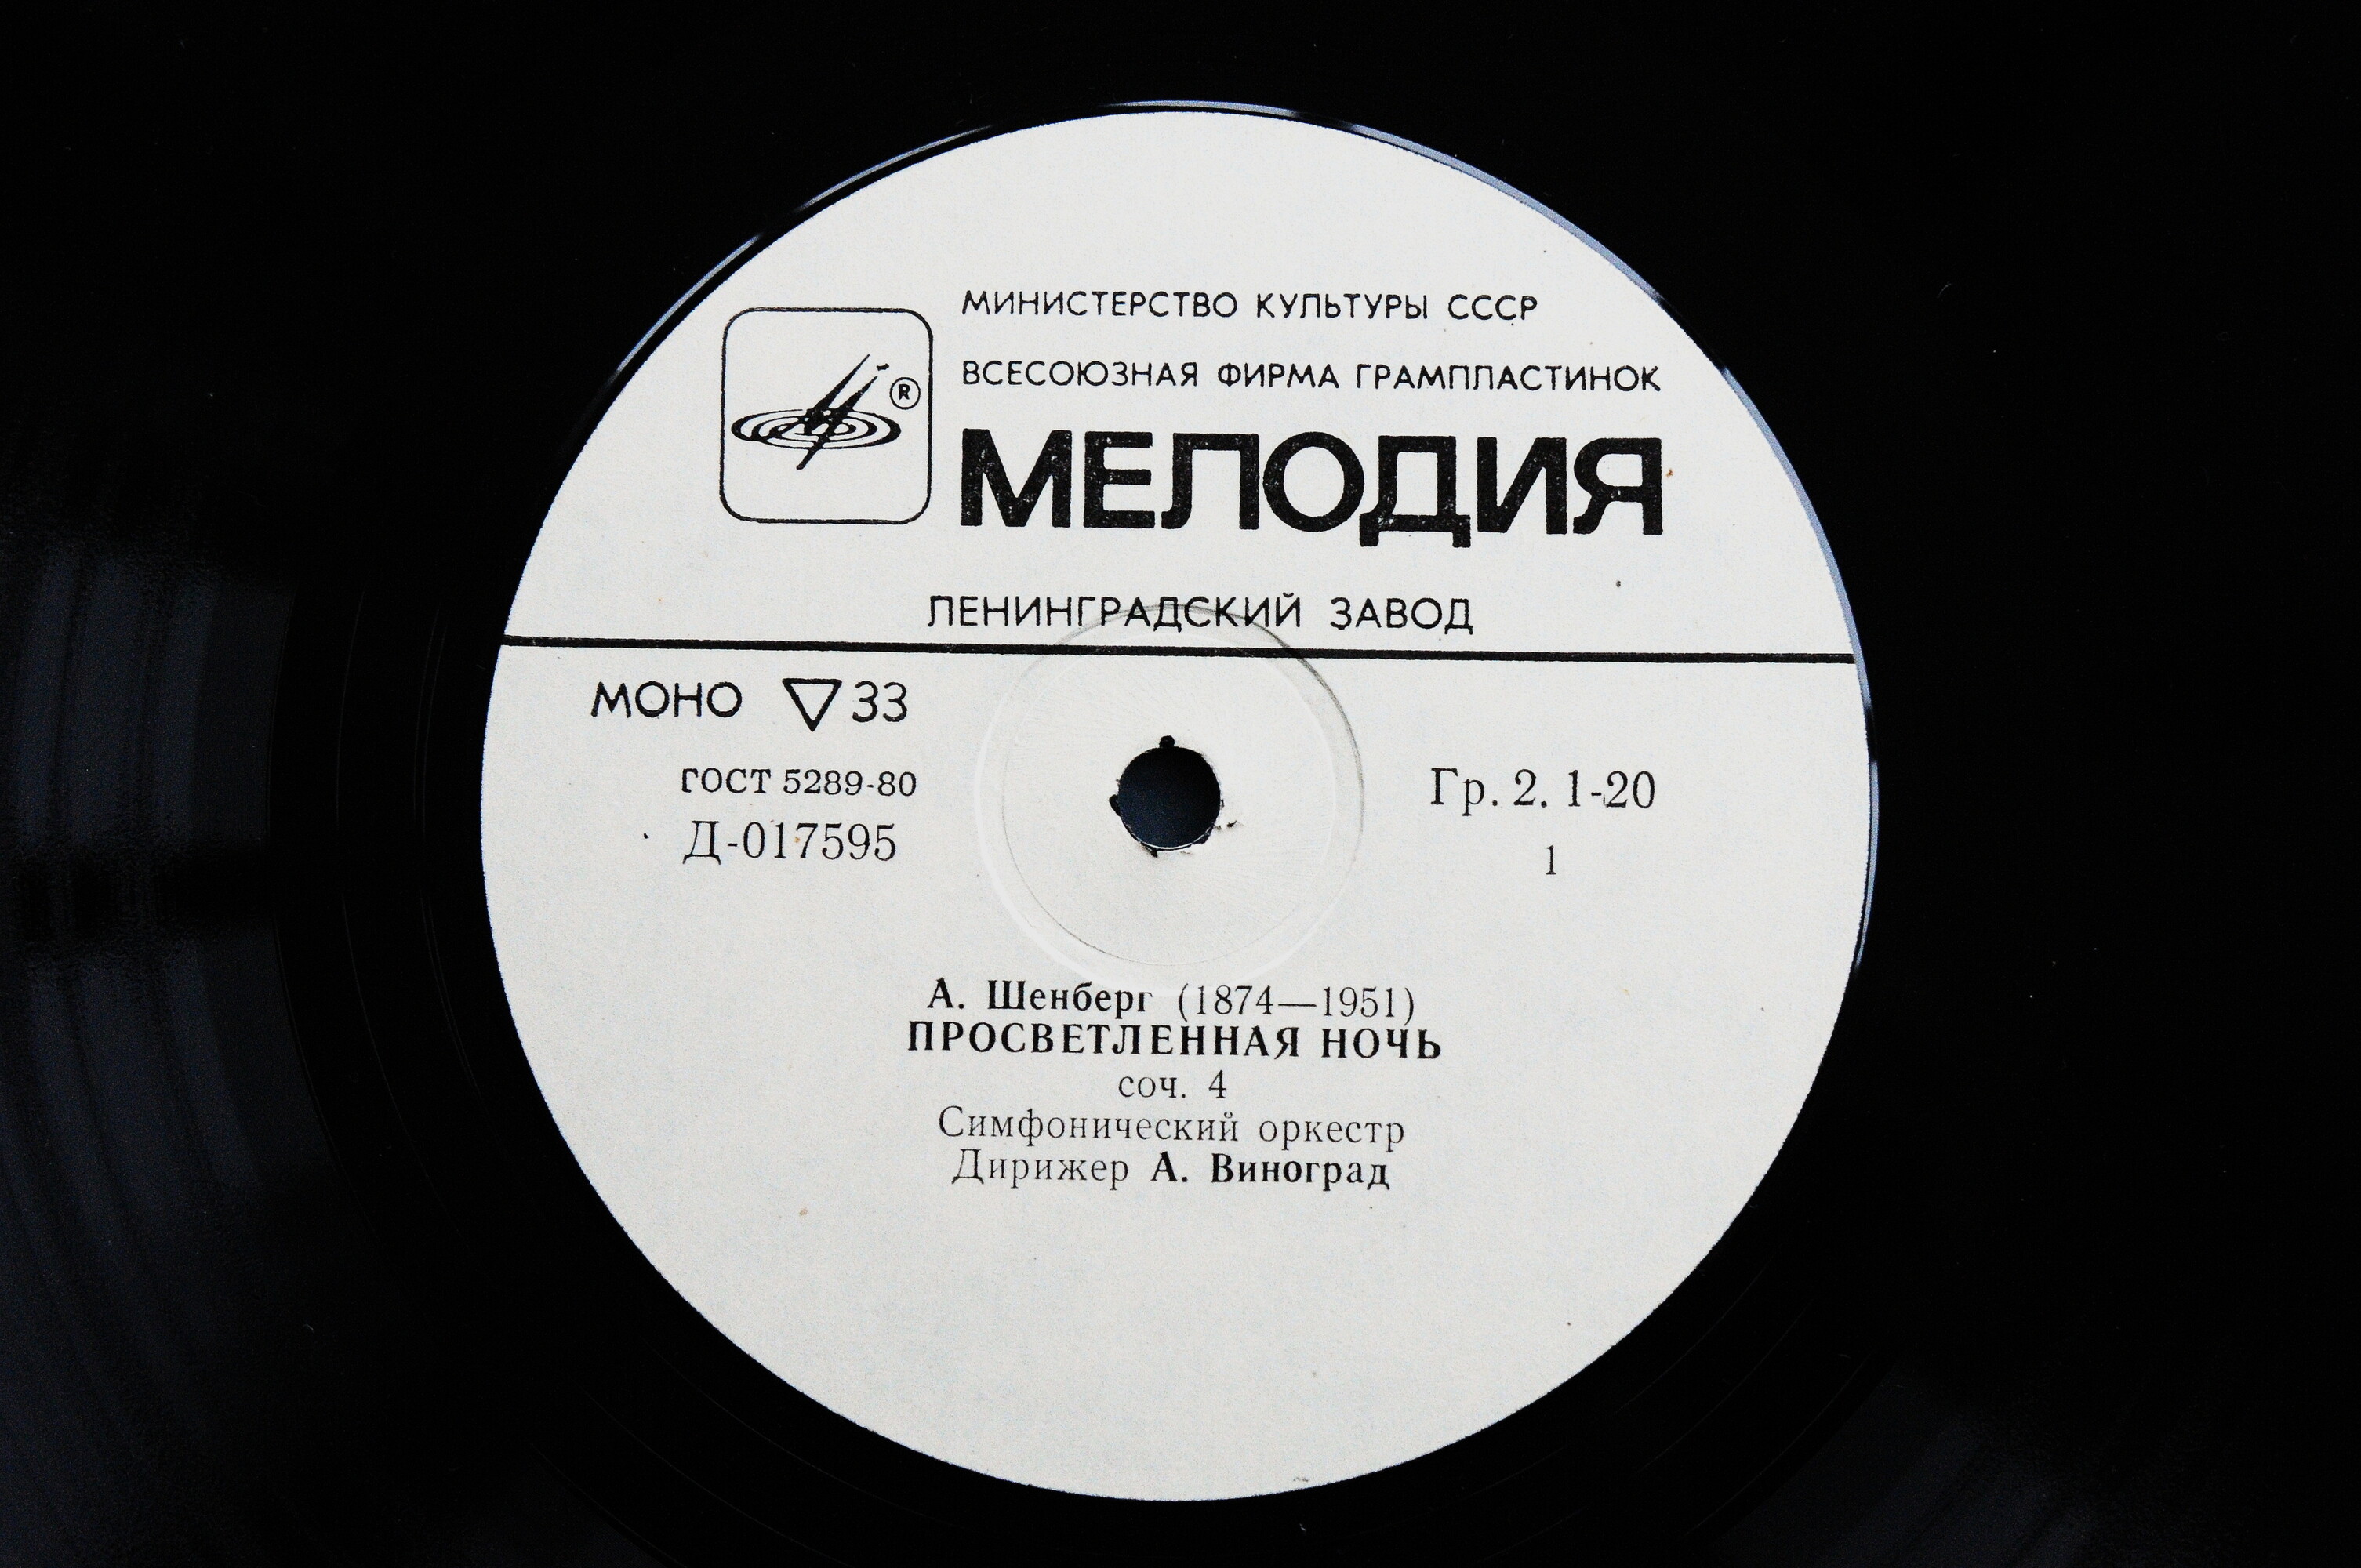 МИНИСТЕРСТВО КУЛЬТУРЫ СССР
ВСЕСОЮЗНАЯ ФИРМА ГРАМПЛАСТИНОК
®
МЕЛОДИЯ
ЛЕНИНГРАДСКИЙ ЗАВОД
МОНО ▽33
ГОСТ 5289-80
Гр. 2. 1-20
Д-017595
1
А. Шенберг (1874—1951)
ПРОСВЕТЛЕННАЯ НОЧЬ
соч. 4
Симфонический оркестр
Дирижер А. Виноград